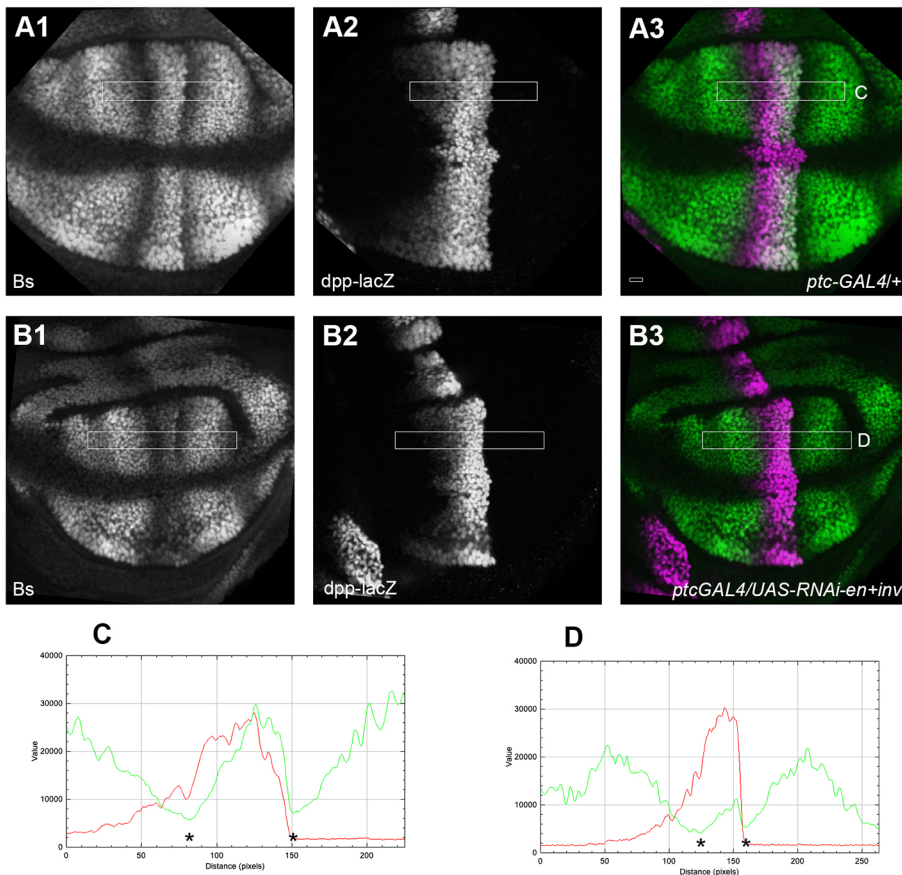 A1
A2
A3
C
Bs
dpp-lacZ
ptc-GAL4/+
B1
B2
B3
D
Bs
dpp-lacZ
ptcGAL4/UAS-RNAi-en+inv
C
40000
30000
20000
10000
0
Value
0 50 100 150 200
* *
Distance (pixels)
D
40000
30000
20000
10000
0
Value
0 50 100 150 200 250
* *
Distance (pixels)